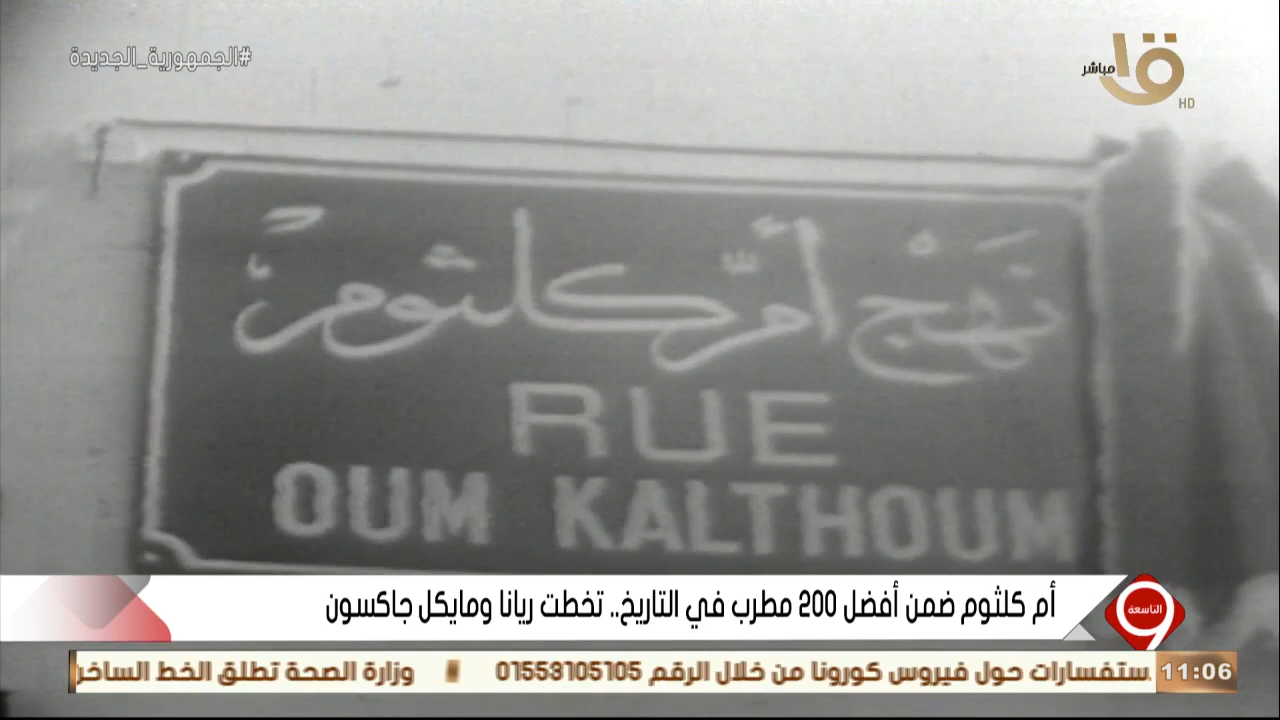 #الجمهورية_الجديدة
مباشر
HD
نهج أم كلثوم
RUE
OUM KALTHOUM
أم كلثوم ضمن أفضل 200 مطرب في التاريخ.. تخطت ريانا ومايكل جاكسون
التاسعة
9
11:06 ستفسارات حول فيروس كورونا من خلال الرقم 01553105105 وزارة الصحة تطلق الخط الساخن